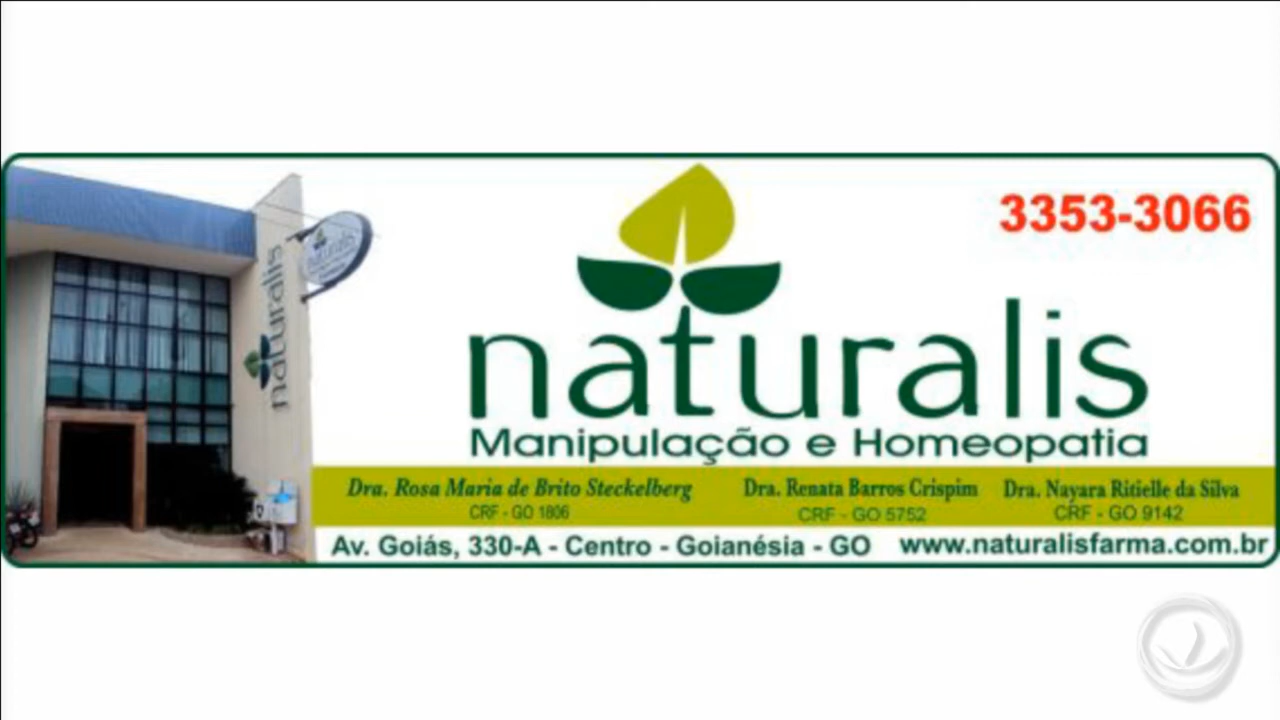 3353-3066
naturalis
naturalis
naturalis
Manipulação e Homeopatia
Dra. Rosa Maria de Brito Steckelberg
CRF - GO 1806
Dra. Renata Barros Crispim
CRF - GO 5752
Dra. Nayara Ritielle da Silva
CRF - GO 9142
Av. Goiás, 330-A - Centro - Goianésia - GO
www.naturalisfarma.com.br